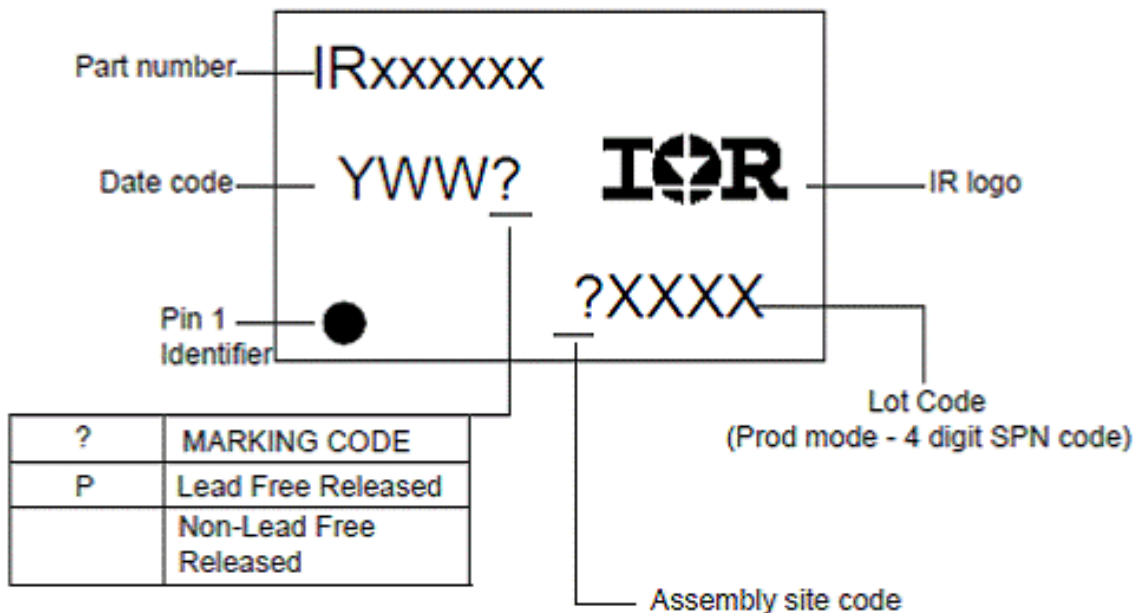 Part number
IRxxxxxx
Date code
YWW?
IOR
IR logo
?XXXX
Pin 1
Identifier
Lot Code
(Prod mode - 4 digit SPN code)
? MARKING CODE
P Lead Free Released
Non-Lead Free
Released
Assembly site code